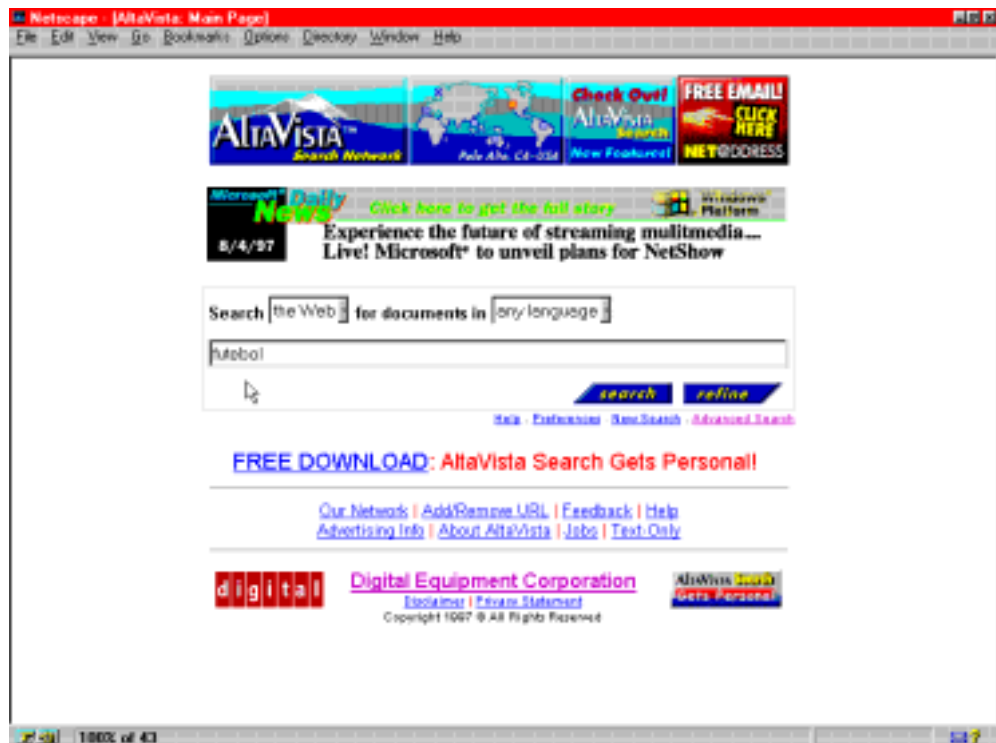 Netscape - [AltaVista: Main Page]
File Edit View Go Bookmarks Options Directory Window Help
ALTAVISTA™
Search Network
Palo Alto, CA-USA
Check Out!
ALTAVISTA
Search
New Features!
FREE EMAIL!
CLICK
HERE
NET@DDRESS
Microsoft® Daily
News
8/4/97
Click here to get the full story
Windows
Platform
Experience the future of streaming mulitmedia...
Live! Microsoft® to unveil plans for NetShow
Search the Web for documents in any language
futebol
search refine
Help - Preferences - New Search - Advanced Search
FREE DOWNLOAD: AltaVista Search Gets Personal!
Our Network | Add/Remove URL | Feedback | Help
Advertising Info | About AltaVista | Jobs | Text-Only
digital
Digital Equipment Corporation
Disclaimer | Privacy Statement
Copyright 1997 © All Rights Reserved
AltaVista Search
Gets Personal
100% of 43